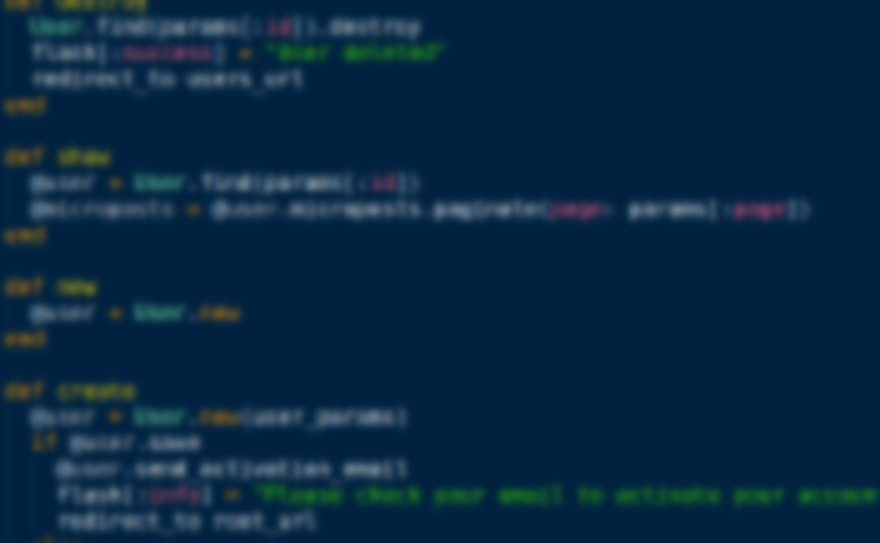 def destroy
  User.find(params[:id]).destroy
  flash[:success] = "User deleted"
  redirect_to users_url
end

def show
  @user = User.find(params[:id])
  @microposts = @user.microposts.paginate(page: params[:page])
end

def new
  @user = User.new
end

def create
  @user = User.new(user_params)
  if @user.save
    @user.send_activation_email
    flash[:info] = "Please check your email to activate your accoun
    redirect_to root_url
  else